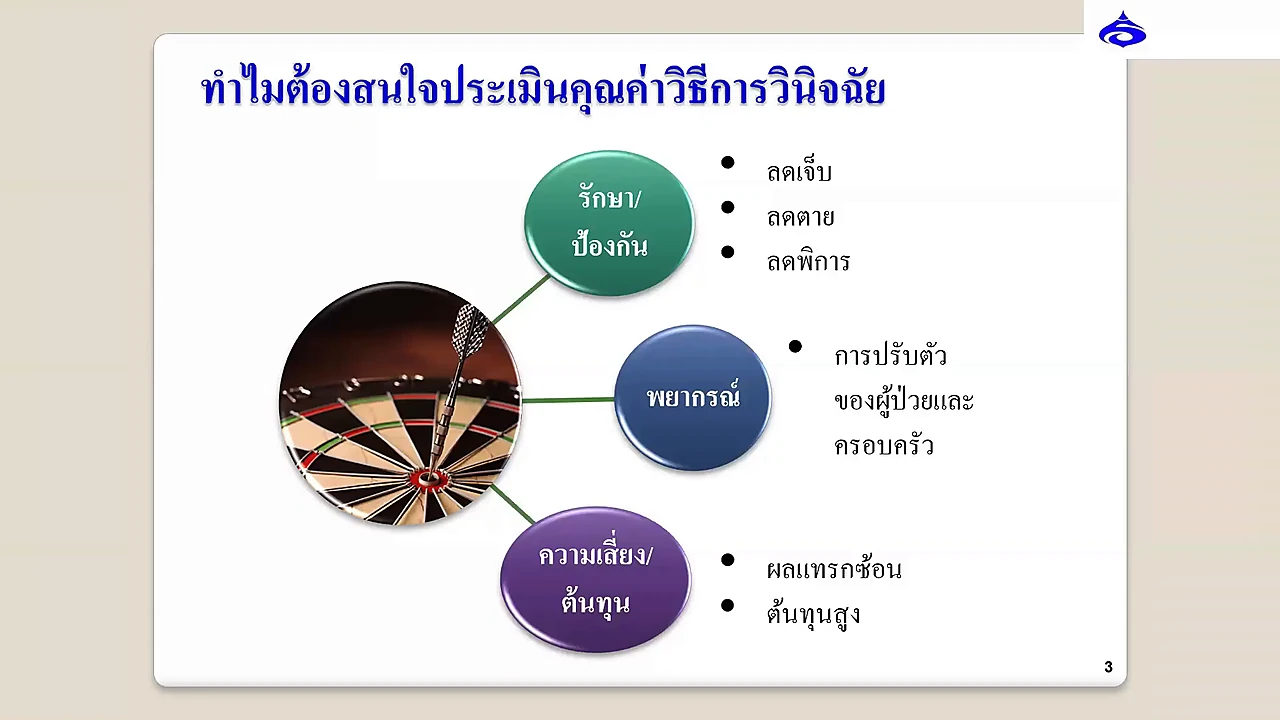 ทำไมต้องสนใจประเมินคุณค่าวิธีการวินิจฉัย
รักษา/
ป้องกัน
• ลดเจ็บ
• ลดตาย
• ลดพิการ
พยากรณ์
• การปรับตัว
ของผู้ป่วยและ
ครอบครัว
ความเสี่ยง/
ต้นทุน
• ผลแทรกซ้อน
• ต้นทุนสูง
3